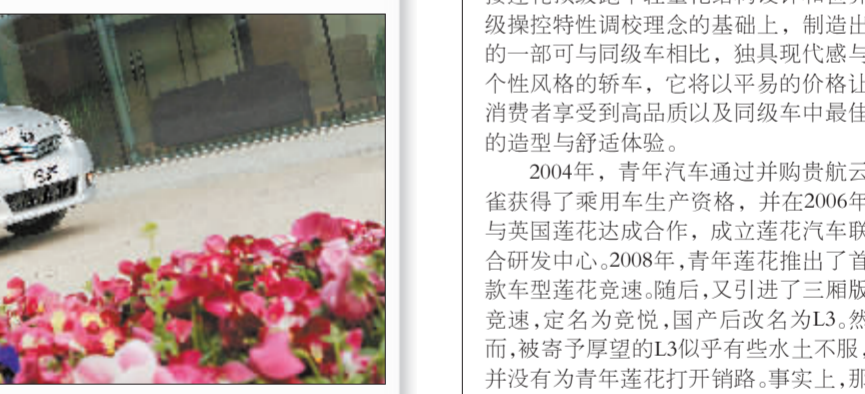 级操控特性调校理念的基础上，制造出
的一部可与同级车相比，独具现代感与
个性风格的轿车，它将以平易的价格让
消费者享受到高品质以及同级车中最佳
的造型与舒适体验。
2004年，青年汽车通过并购贵航云
雀获得了乘用车生产资格，并在2006年
与英国莲花达成合作，成立莲花汽车联
合研发中心。2008年，青年莲花推出了首
款车型莲花竞速。随后，又引进了三厢版
竞速，定名为竞悦，国产后改名为L3。然
而，被寄予厚望的L3似乎有些水土不服，
并没有为青年莲花打开销路。事实上，那